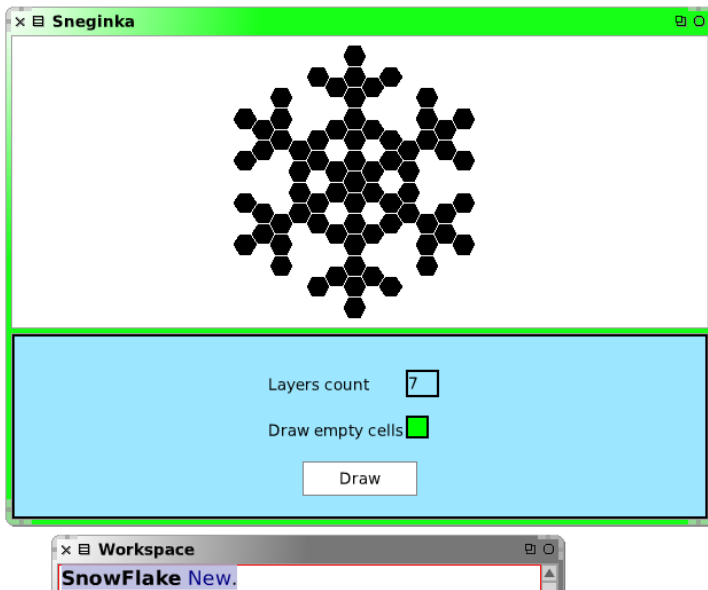 Sneginka
Layers count 7
Draw empty cells
Draw
Workspace
SnowFlake New.